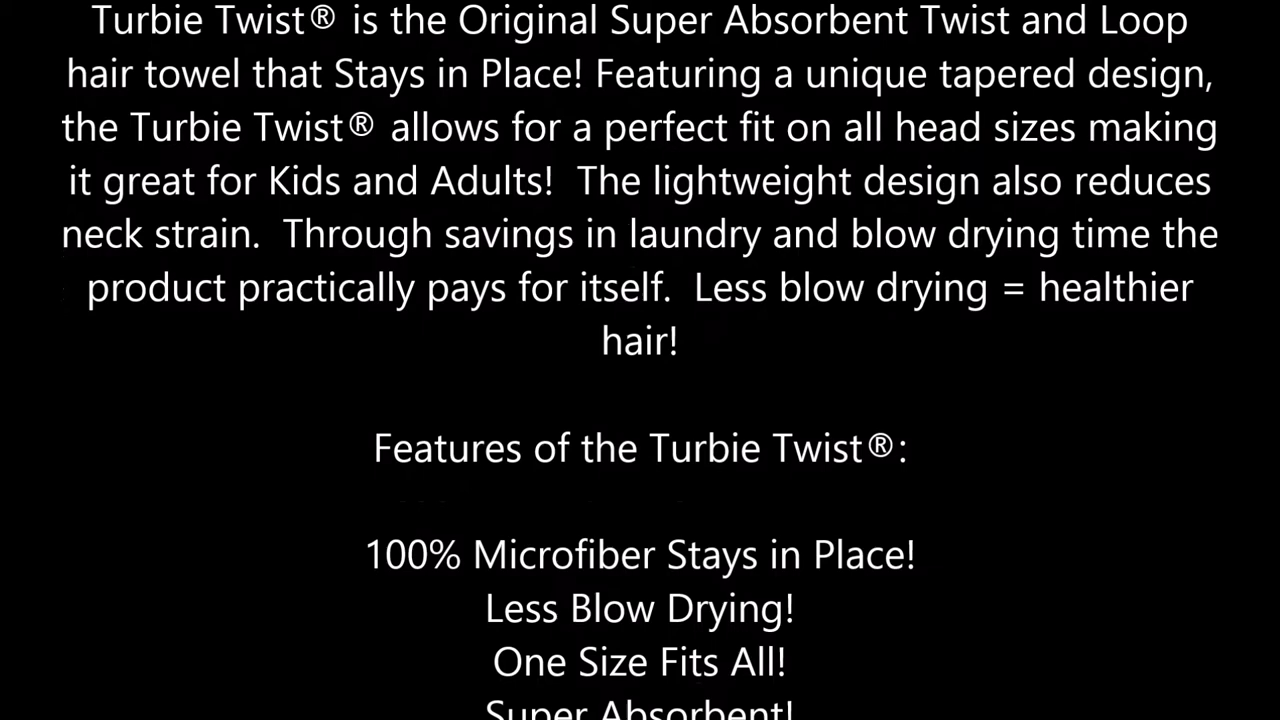 Turbie Twist® is the Original Super Absorbent Twist and Loop
hair towel that Stays in Place! Featuring a unique tapered design,
the Turbie Twist® allows for a perfect fit on all head sizes making
it great for Kids and Adults!  The lightweight design also reduces
neck strain.  Through savings in laundry and blow drying time the
product practically pays for itself.  Less blow drying = healthier
hair!
Features of the Turbie Twist®:
100% Microfiber Stays in Place!
Less Blow Drying!
One Size Fits All!
Super Absorbent!